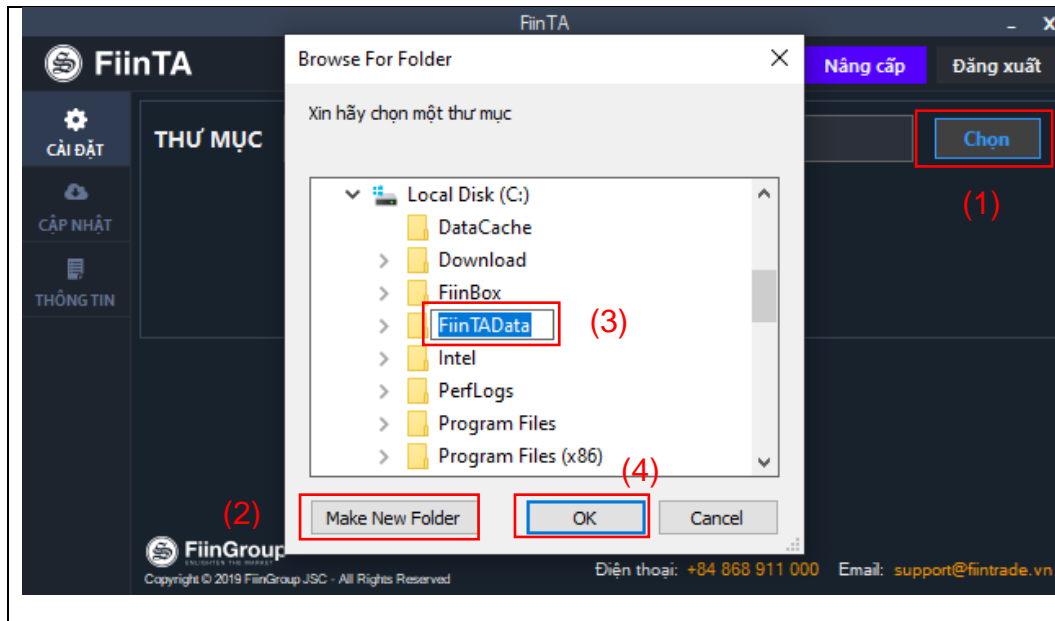 FiinTA
FiinTA
Nâng cấp
Đăng xuất
CÀI ĐẶT
CẬP NHẬT
THÔNG TIN
THƯ MỤC
Chọn
(1)
Browse For Folder
Xin hãy chọn một thư mục
Local Disk (C:)
DataCache
Download
FiinBox
FiinTAData
(3)
Intel
PerfLogs
Program Files
Program Files (x86)
(4)
(2)
Make New Folder
OK
Cancel
FiinGroup
ENLIGHTEN THE MARKET
Copyright © 2019 FiinGroup JSC - All Rights Reserved
Điện thoại: +84 868 911 000 Email: support@fiintrade.vn